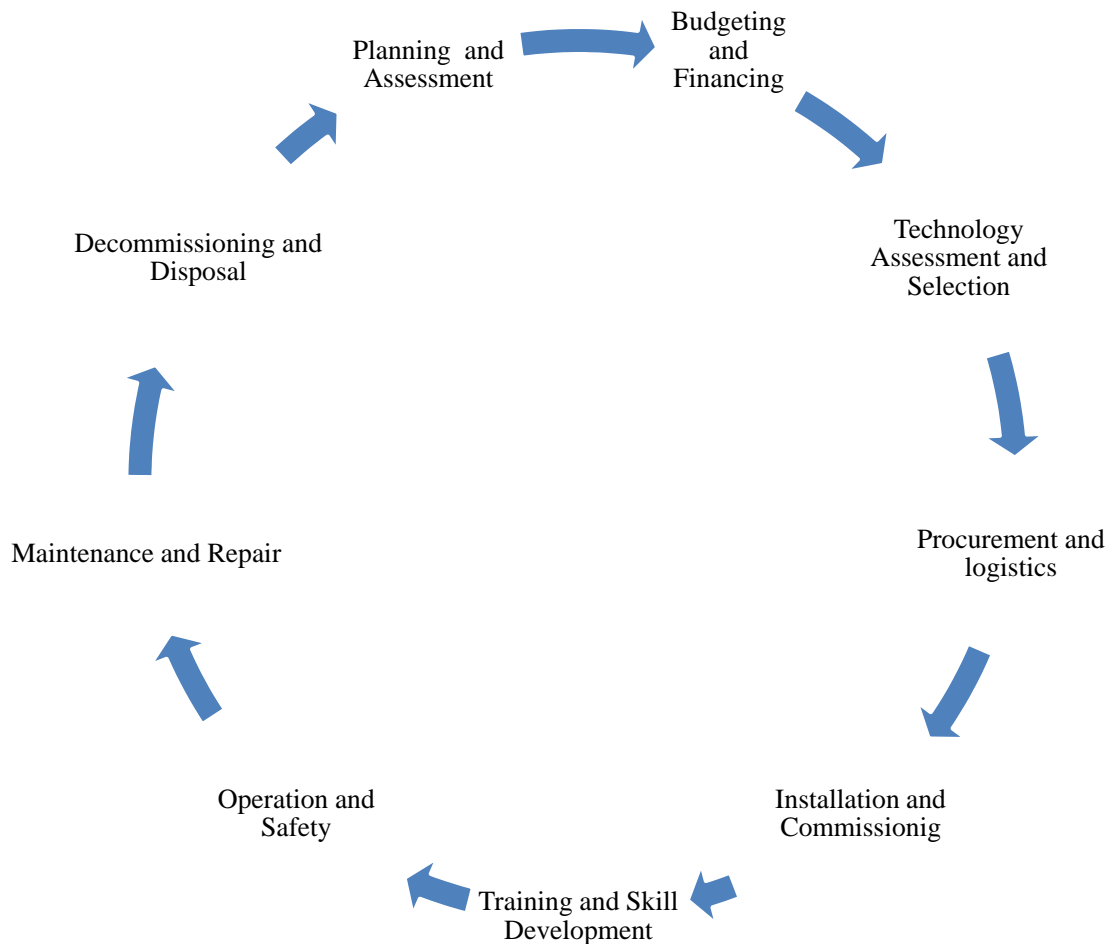 Planning and
Assessment
Budgeting
and
Financing
Technology
Assessment and
Selection
Procurement and
logistics
Installation and
Commissionig
Training and Skill
Development
Operation and
Safety
Maintenance and Repair
Decommissioning and
Disposal